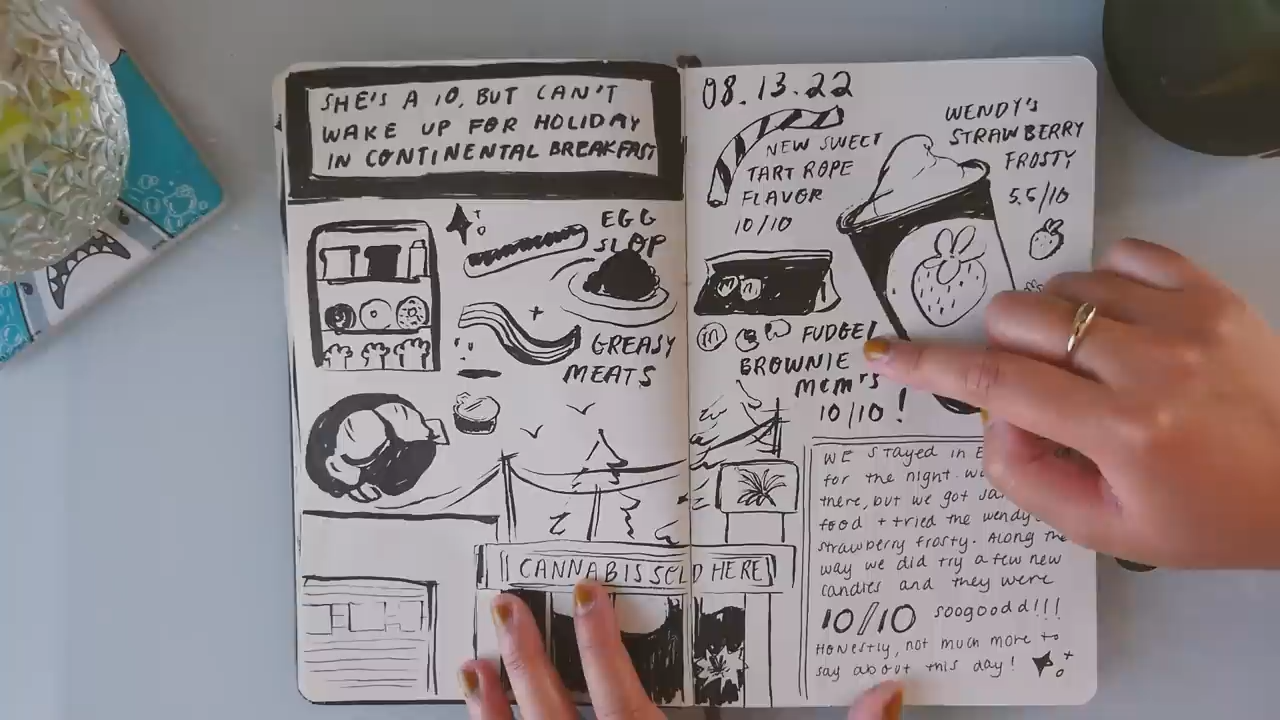 SHE'S A 10, BUT CAN'T
WAKE UP FOR HOLIDAY
IN CONTINENTAL BREAKFAST
EGG
SLOP
GREASY
MEATS
CANNABIS SOLD HERE
08.13.22
NEW SWEET
TART ROPE
FLAVOR
10/10
WENDY'S
STRAWBERRY
FROSTY
5.5/10
FUDGE
BROWNIE
M&M'S
10/10!
WE STAYED IN
for the night.
there, but we got
food + tried the wendy's
strawberry frosty. Along the
way we did try a few new
candies and they were
10/10 soogoodd!!!
Honestly, not much more to
say about this day!